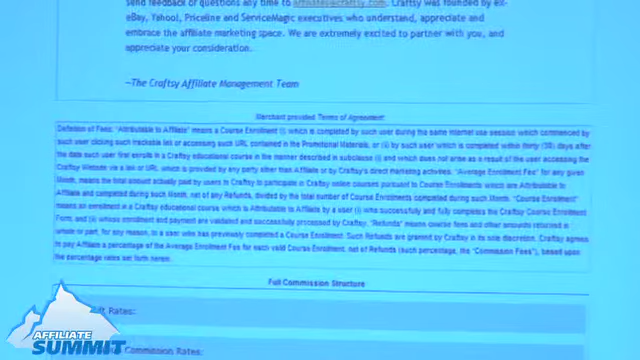 send feedback or questions any time to affiliates@craftsy.com. Craftsy was founded by ex-
eBay, Yahoo!, Priceline and ServiceMagic executives who understand, appreciate and
embrace the affiliate marketing space. We are extremely excited to partner with you, and
appreciate your consideration.
—The Craftsy Affiliate Management Team
Merchant provided Terms of Agreement:
Definition of Fees: "Attributable to Affiliate" means a Course Enrollment (i) which is completed by such user during the same internet use session which commenced by
such user clicking such trackable link or accessing such URL contained in the Promotional Materials, or (ii) by such user which is completed within forty (30) days after
the date such user first enrolls in a Craftsy educational course in the manner described in subclause (i) and which does not arise as a result of the user accessing the
Craftsy Website via a link or URL which is provided by any party other than Affiliate or by Craftsy's direct marketing activities. "Average Enrollment Fee" for any given
Month, means the total amount actually paid by users to Craftsy to participate in Craftsy online courses pursuant to Course Enrollments which are Attributable to
Affiliate and completed during such Month, net of any Refunds, divided by the total number of Course Enrollments completed during such Month. "Course Enrollment"
means an enrollment in a Craftsy educational course which is Attributable to Affiliate by a user (i) who successfully and fully completes the Craftsy Course Enrollment
Form, and (ii) whose enrollment and payment are validated and successfully processed by Craftsy. "Refunds" means course fees and other amounts returned in
whole or part, for any reason, to a user who has previously completed a Course Enrollment. Such Refunds are granted by Craftsy in its sole discretion. Craftsy agrees
to pay Affiliate a percentage of the Average Enrollment Fee for each valid Course Enrollment, net of Refunds (such percentage, the "Commission Fees"), based upon
the percentage rates set forth herein.
Full Commission Structure
Rates:
Commission Rates:
AFFILIATE
SUMMIT